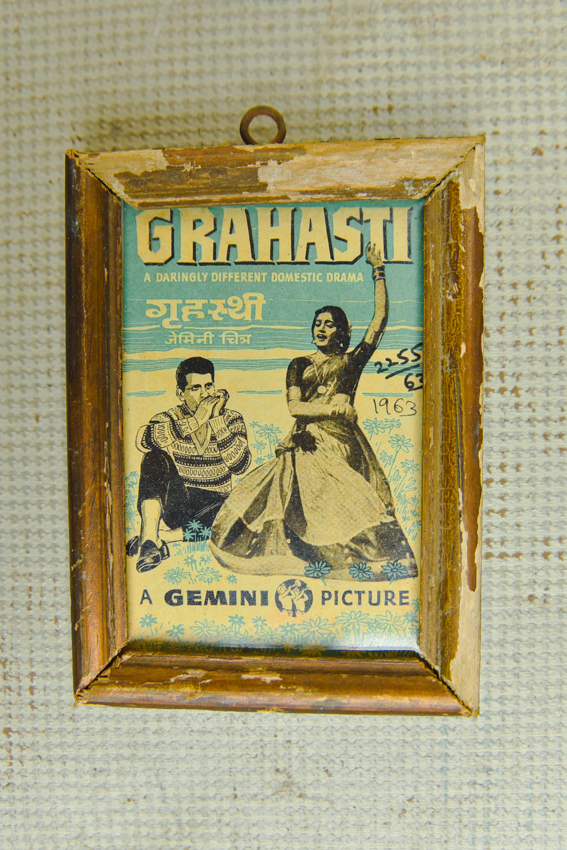 GRAHASTI
A DARINGLY DIFFERENT DOMESTIC DRAMA
गृहस्थी
जेमिनी चित्र
2255
63
1963
A GEMINI PICTURE